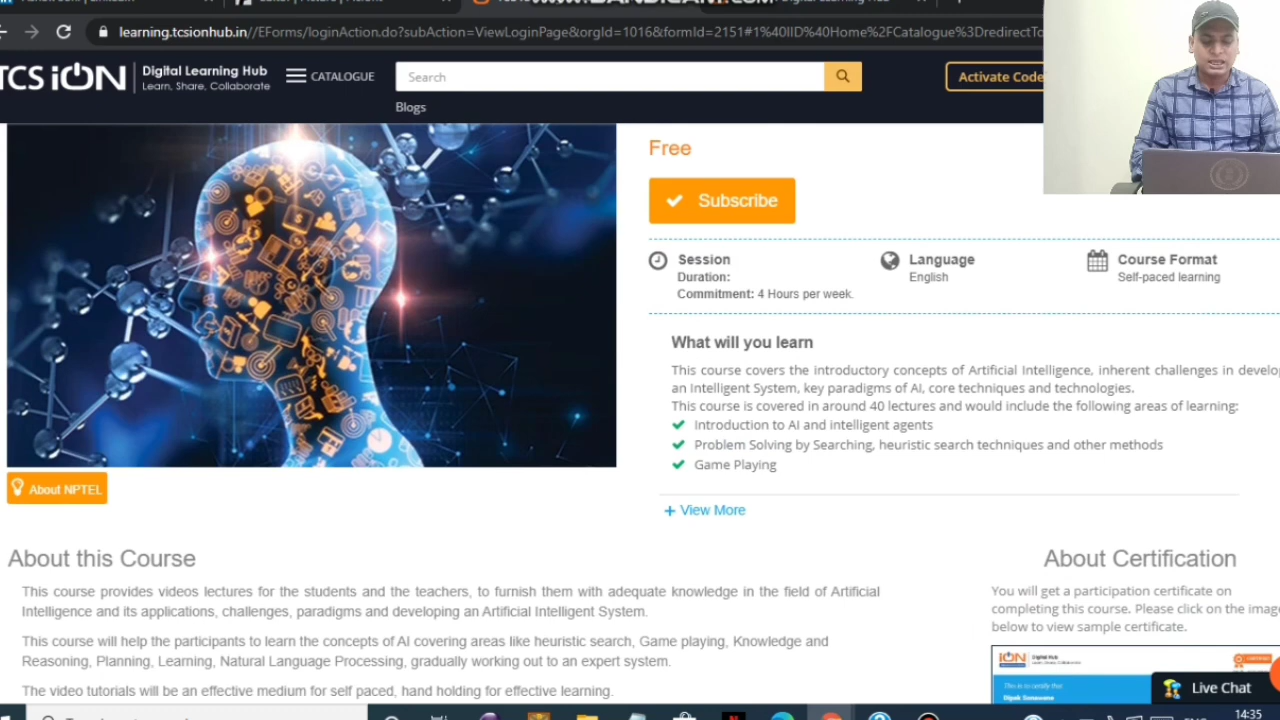 learning.tcsionhub.in//EForms/loginAction.do?subAction=ViewLoginPage&orgId=1016&formId=2151#1%40IID%40Home%2FCatalogue%3DredirectTo
TCS iON
Digital Learning Hub
Learn, Share, Collaborate
CATALOGUE
Search
Activate Code
Blogs
Free
Subscribe
Session
Duration:
Commitment: 4 Hours per week.
Language
English
Course Format
Self-paced learning
What will you learn
This course covers the introductory concepts of Artificial Intelligence, inherent challenges in develop
an Intelligent System, key paradigms of AI, core techniques and technologies.
This course is covered in around 40 lectures and would include the following areas of learning:
Introduction to AI and intelligent agents
Problem Solving by Searching, heuristic search techniques and other methods
Game Playing
+ View More
About NPTEL
About this Course
This course provides videos lectures for the students and the teachers, to furnish them with adequate knowledge in the field of Artificial
Intelligence and its applications, challenges, paradigms and developing an Artificial Intelligent System.
This course will help the participants to learn the concepts of AI covering areas like heuristic search, Game playing, Knowledge and
Reasoning, Planning, Learning, Natural Language Processing, gradually working out to an expert system.
The video tutorials will be an effective medium for self paced, hand holding for effective learning.
About Certification
You will get a participation certificate on
completing this course. Please click on the image
below to view sample certificate.
iON
This is to certify that
Dipak Sonawane
Live Chat
14:35